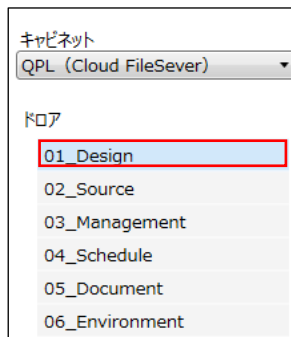 キャビネット
QPL（Cloud FileSever）
ドロア
01_Design
02_Source
03_Management
04_Schedule
05_Document
06_Environment